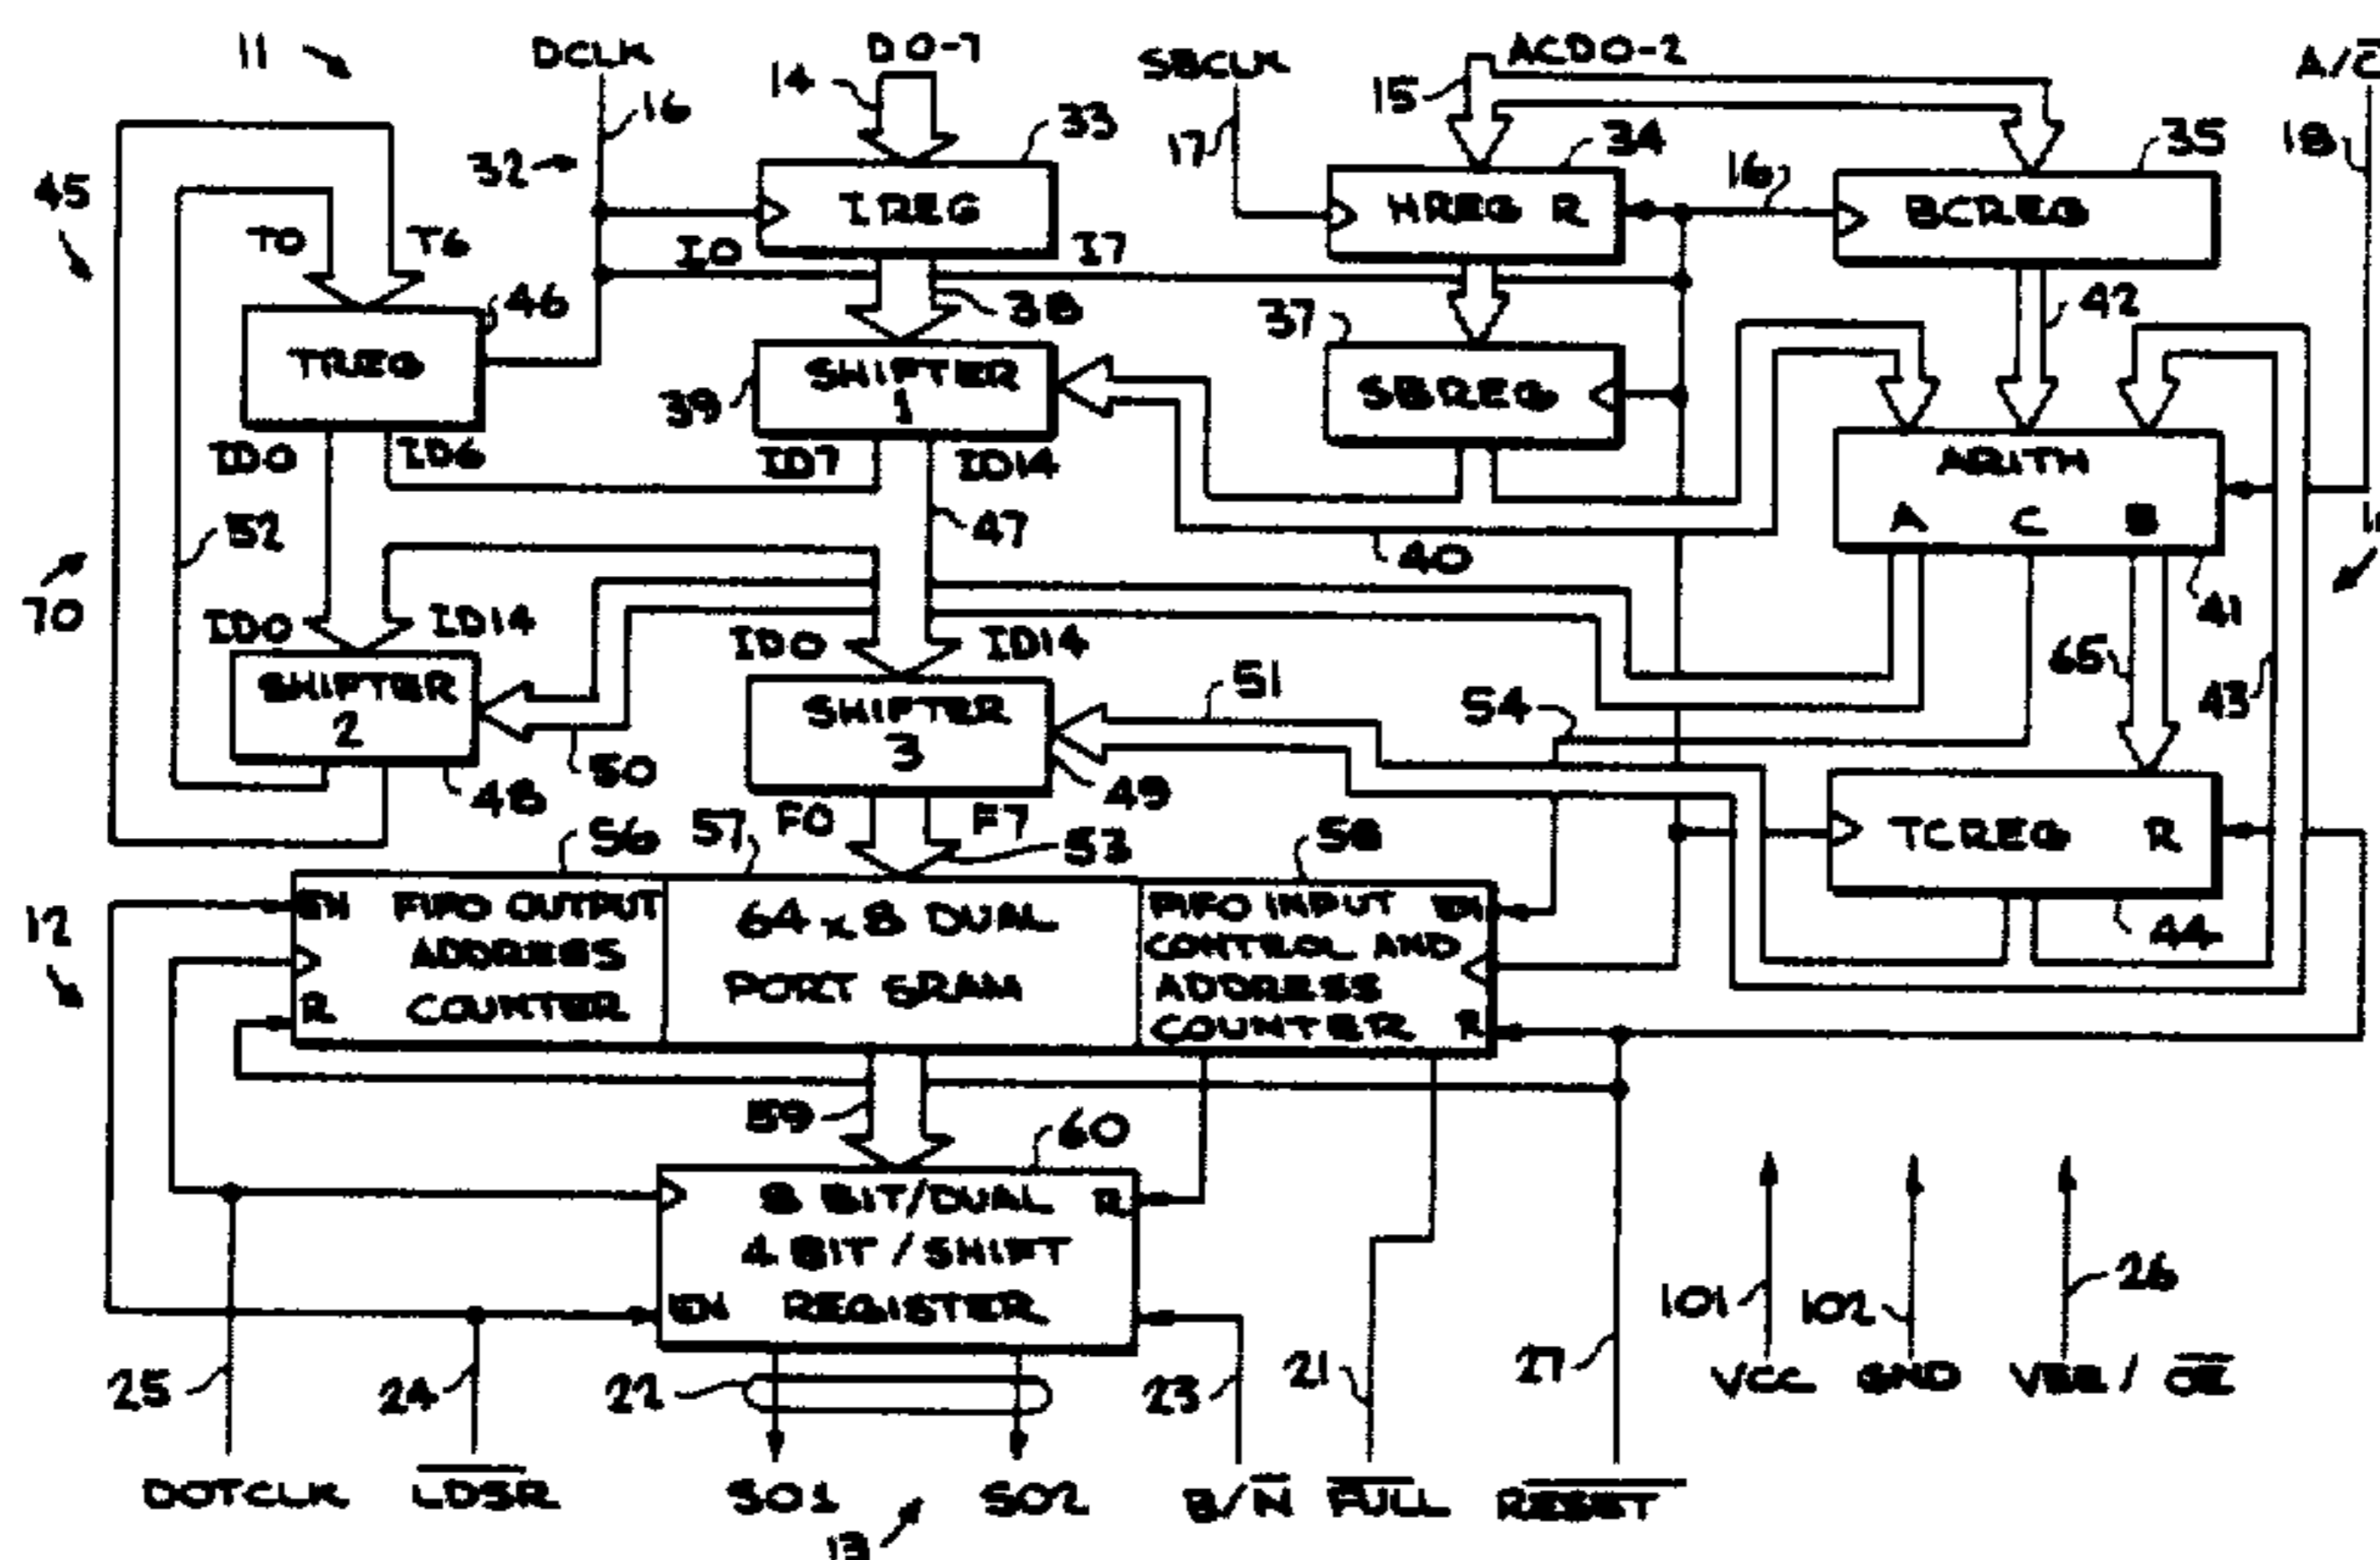 11
DCLK
D0-7
SBCLK
ACD0-2
A/C̅
14
16
15
17
33
34
35
18
32
16
45
IREG
HREG R
BCREG
T0
T6
I0
I7
46
38
37
42
TREG
SHIFTER
1
39
SBREG
ARITH
ID0
ID6
ID7
ID14
A
C
B
52
47
40
41
70
ID0
ID14
ID0
ID14
65
43
SHIFTER
2
SHIFTER
3
51
54
50
48
49
F0
F7
53
56
57
58
TCREG
R
44
12
EN
FIFO OUTPUT
ADDRESS
COUNTER
R
64 x 8 DUAL
PORT SRAM
FIFO INPUT
CONTROL AND
ADDRESS
COUNTER
EN
R
59
60
8 BIT/DUAL
4 BIT/SHIFT
REGISTER
R
EN
101
102
26
25
24
22
23
21
27
VCC
GND
VBB/O̅E̅
DOTCLK
L̅D̅S̅R̅
SO1
SO2
B/N̅
F̅U̅L̅L̅
R̅E̅S̅E̅T̅
13